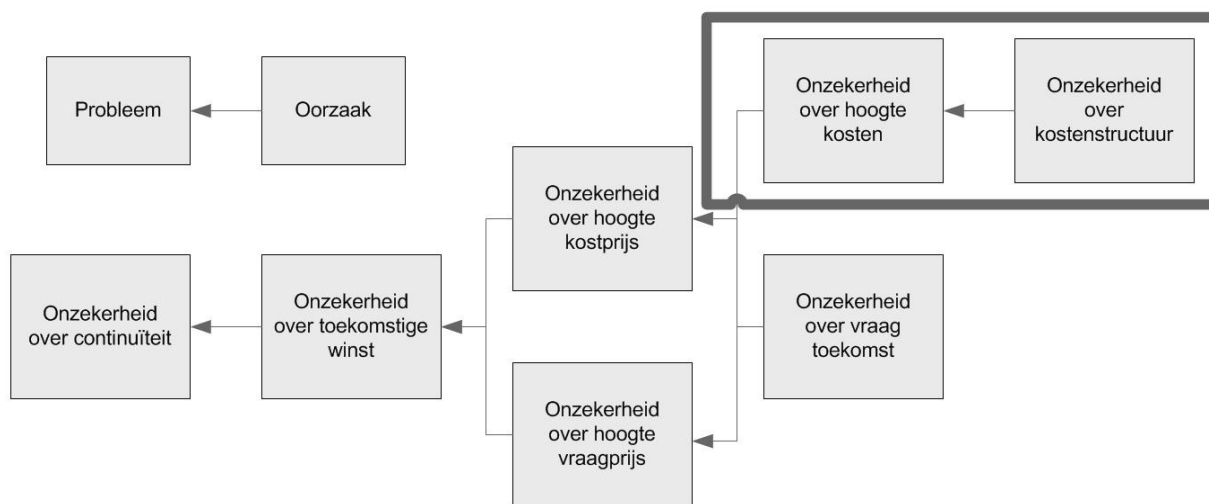 Probleem
Oorzaak
Onzekerheid
over hoogte
kosten
Onzekerheid
over
kostenstructuur
Onzekerheid
over hoogte
kostprijs
Onzekerheid
over continuïteit
Onzekerheid
over toekomstige
winst
Onzekerheid
over vraag
toekomst
Onzekerheid
over hoogte
vraagprijs